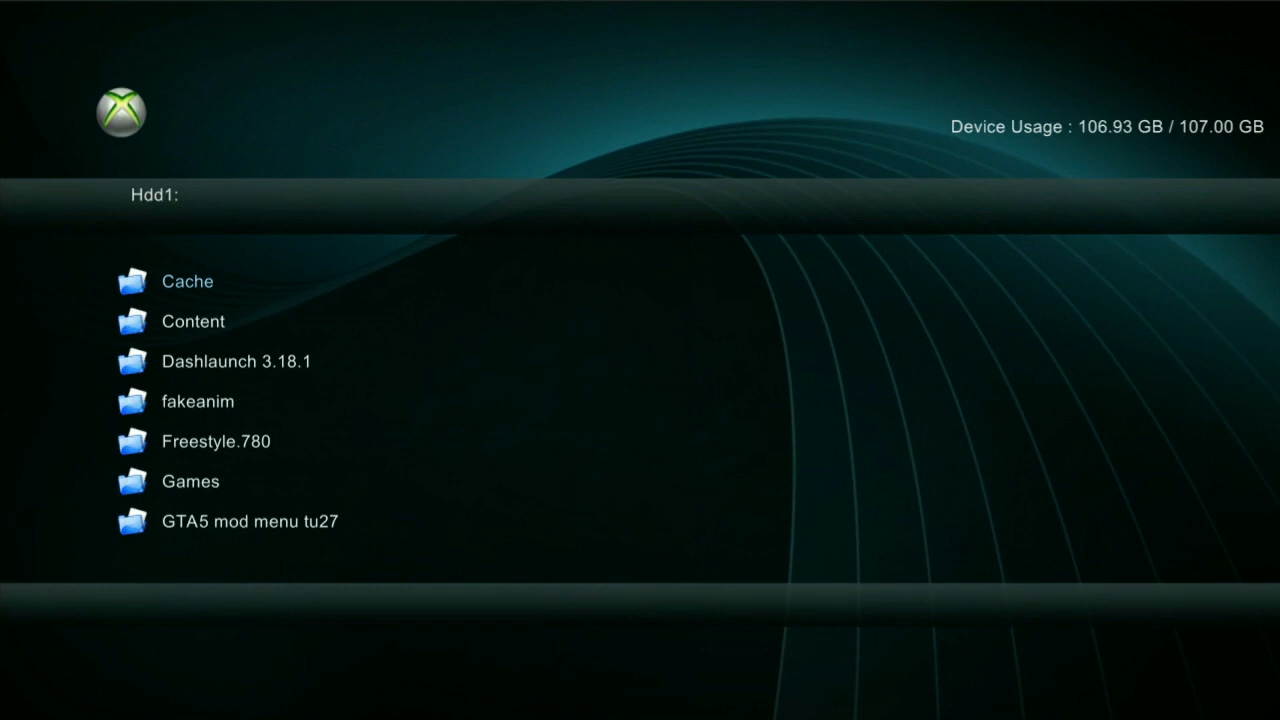 Device Usage : 106.93 GB / 107.00 GB
Hdd1:
Cache
Content
Dashlaunch 3.18.1
fakeanim
Freestyle.780
Games
GTA5 mod menu tu27